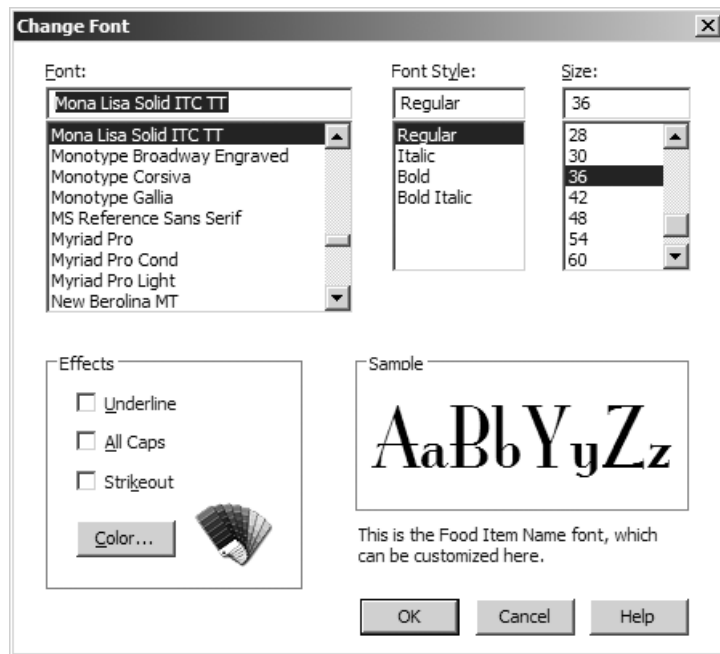 Change Font
Font:
Mona Lisa Solid ITC TT
Mona Lisa Solid ITC TT
Monotype Broadway Engraved
Monotype Corsiva
Monotype Gallia
MS Reference Sans Serif
Myriad Pro
Myriad Pro Cond
Myriad Pro Light
New Berolina MT
Font Style:
Regular
Regular
Italic
Bold
Bold Italic
Size:
36
28
30
36
42
48
54
60
Effects
Underline
All Caps
Strikeout
Color...
Sample
AaBbYyZz
This is the Food Item Name font, which
can be customized here.
OK Cancel Help